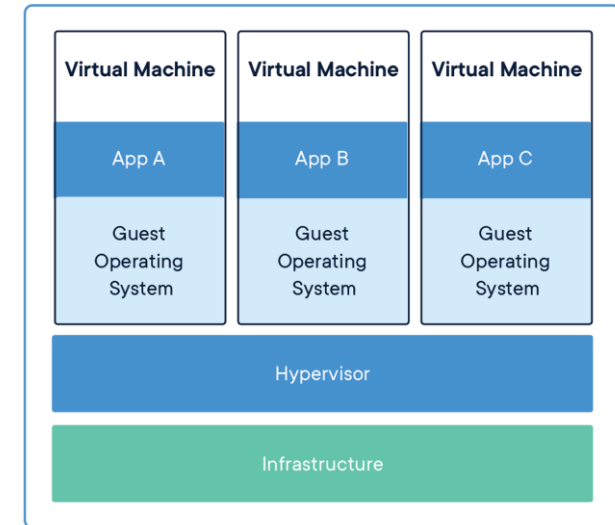 Virtual Machine
Virtual Machine
Virtual Machine
App A
App B
App C
Guest
Operating
System
Guest
Operating
System
Guest
Operating
System
Hypervisor
Infrastructure